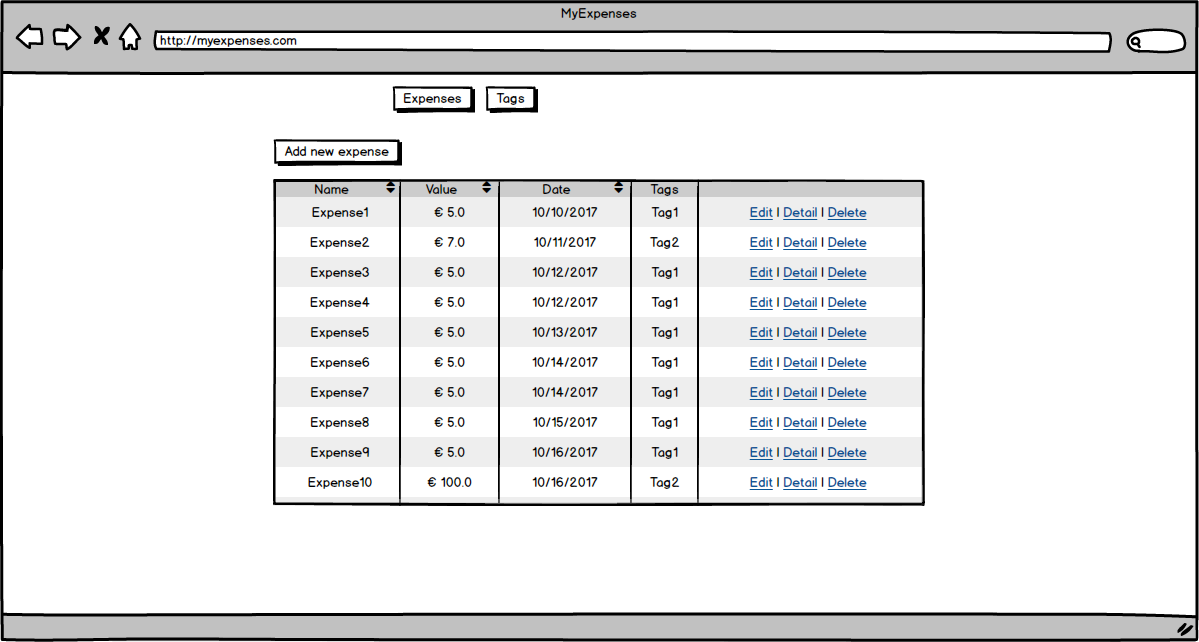 MyExpenses
http://myexpenses.com
Expenses Tags
Add new expense
Name Value Date Tags
Expense1 € 5.0 10/10/2017 Tag1 Edit | Detail | Delete
Expense2 € 7.0 10/11/2017 Tag2 Edit | Detail | Delete
Expense3 € 5.0 10/12/2017 Tag1 Edit | Detail | Delete
Expense4 € 5.0 10/12/2017 Tag1 Edit | Detail | Delete
Expense5 € 5.0 10/13/2017 Tag1 Edit | Detail | Delete
Expense6 € 5.0 10/14/2017 Tag1 Edit | Detail | Delete
Expense7 € 5.0 10/14/2017 Tag1 Edit | Detail | Delete
Expense8 € 5.0 10/15/2017 Tag1 Edit | Detail | Delete
Expense9 € 5.0 10/16/2017 Tag1 Edit | Detail | Delete
Expense10 € 100.0 10/16/2017 Tag2 Edit | Detail | Delete